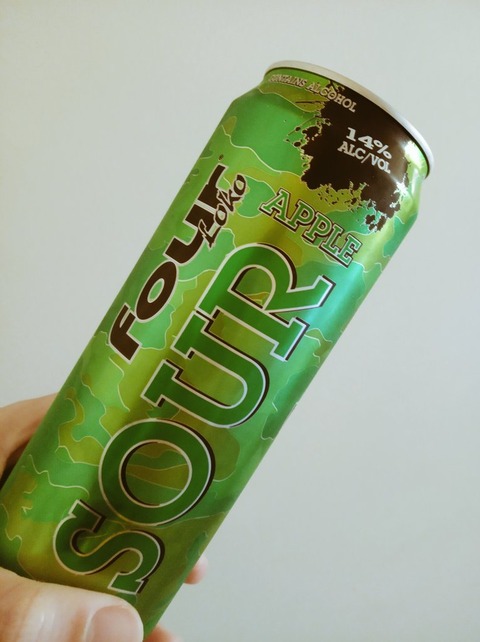 CONTAINS ALCOHOL
14%
ALC/VOL
FOUR
LOKO
APPLE
SOUR